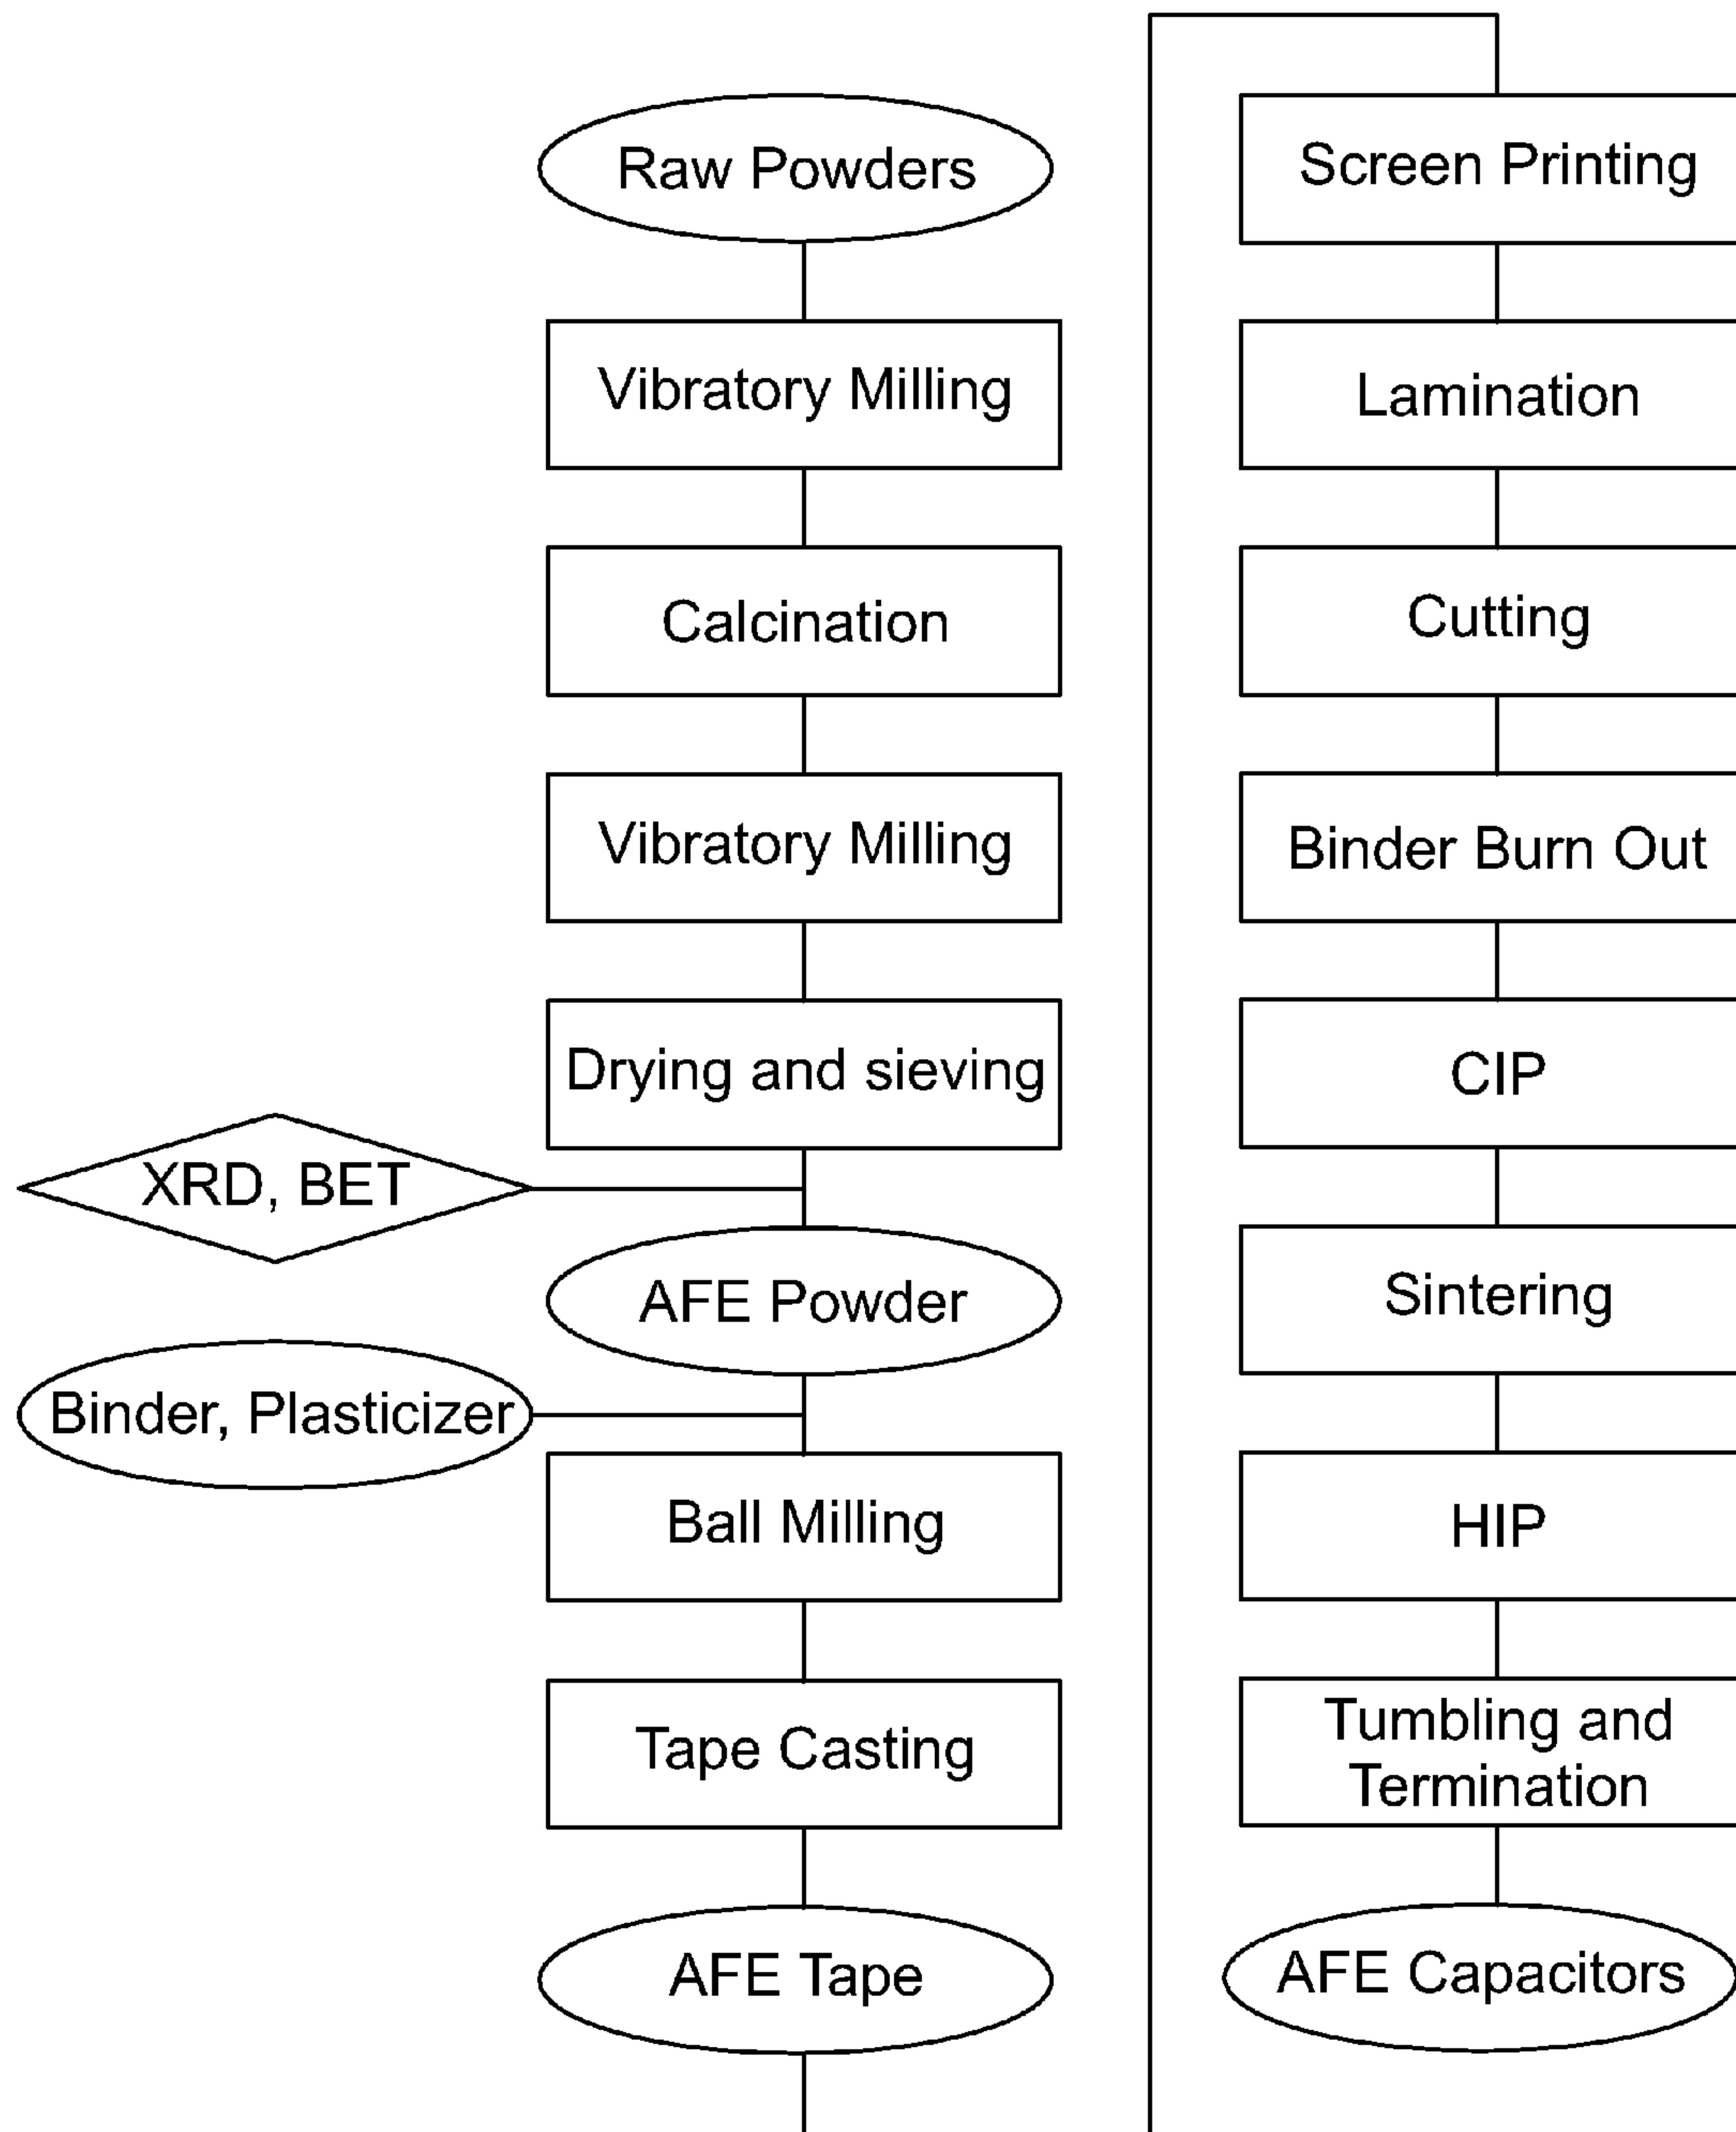 Raw Powders
Vibratory Milling
Calcination
Vibratory Milling
Drying and sieving
XRD, BET
AFE Powder
Binder, Plasticizer
Ball Milling
Tape Casting
AFE Tape
Screen Printing
Lamination
Cutting
Binder Burn Out
CIP
Sintering
HIP
Tumbling and
Termination
AFE Capacitors